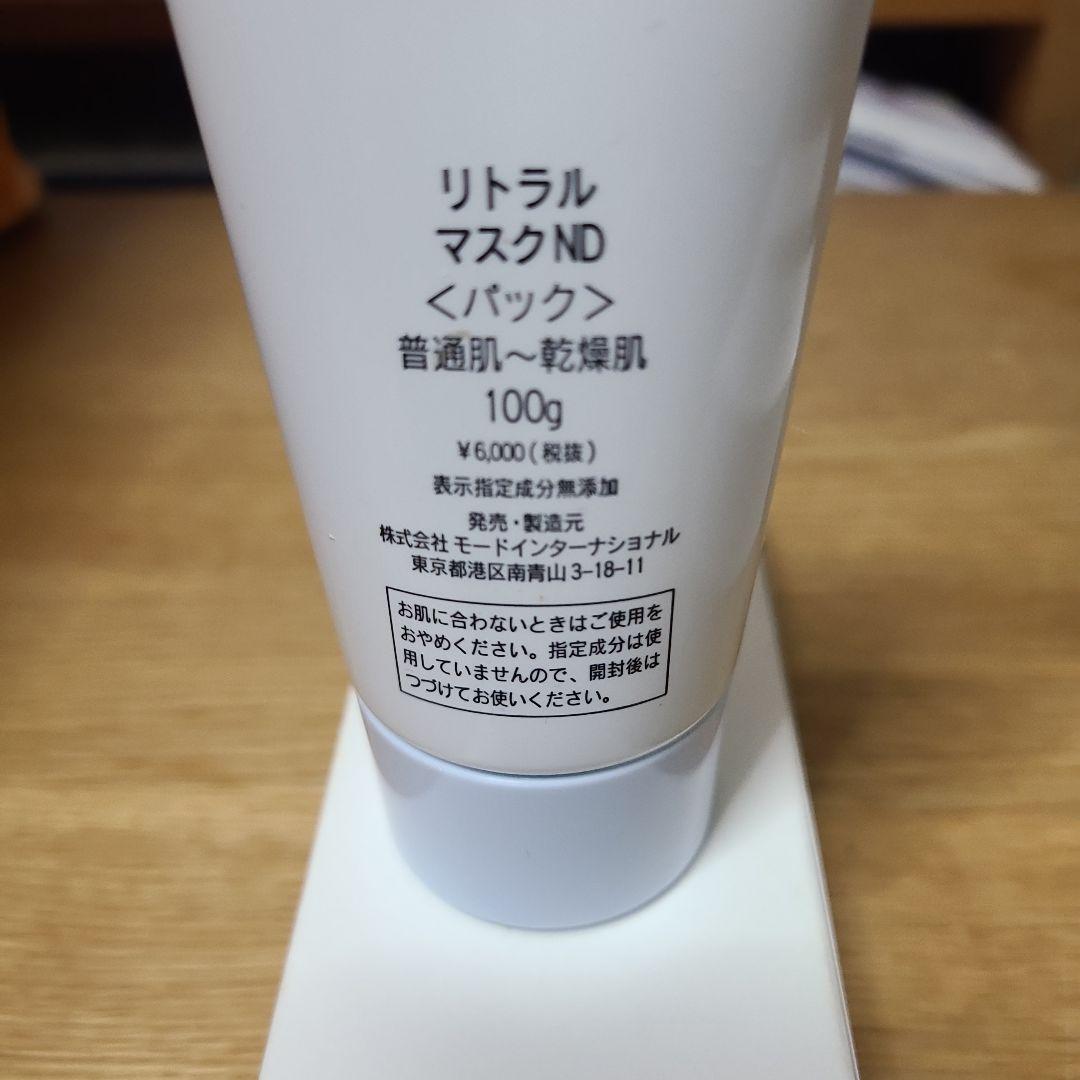 リトラル
マスクND
＜パック＞
普通肌～乾燥肌
100g
￥6,000(税抜)
表示指定成分無添加
発売・製造元
株式会社 モードインターナショナル
東京都港区南青山3-18-11
お肌に合わないときはご使用を
おやめください。指定成分は使
用していませんので、開封後は
つづけてお使いください。